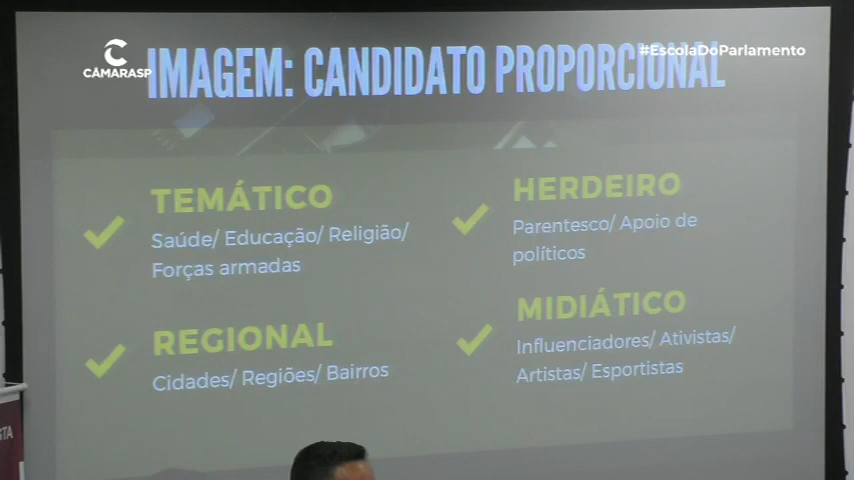 CÂMARASP
#EscolaDoParlamento
IMAGEM: CANDIDATO PROPORCIONAL
TEMÁTICO
Saúde/ Educação/ Religião/
Forças armadas
HERDEIRO
Parentesco/ Apoio de
políticos
REGIONAL
Cidades/ Regiões/ Bairros
MIDIÁTICO
Influenciadores/ Ativistas/
Artistas/ Esportistas